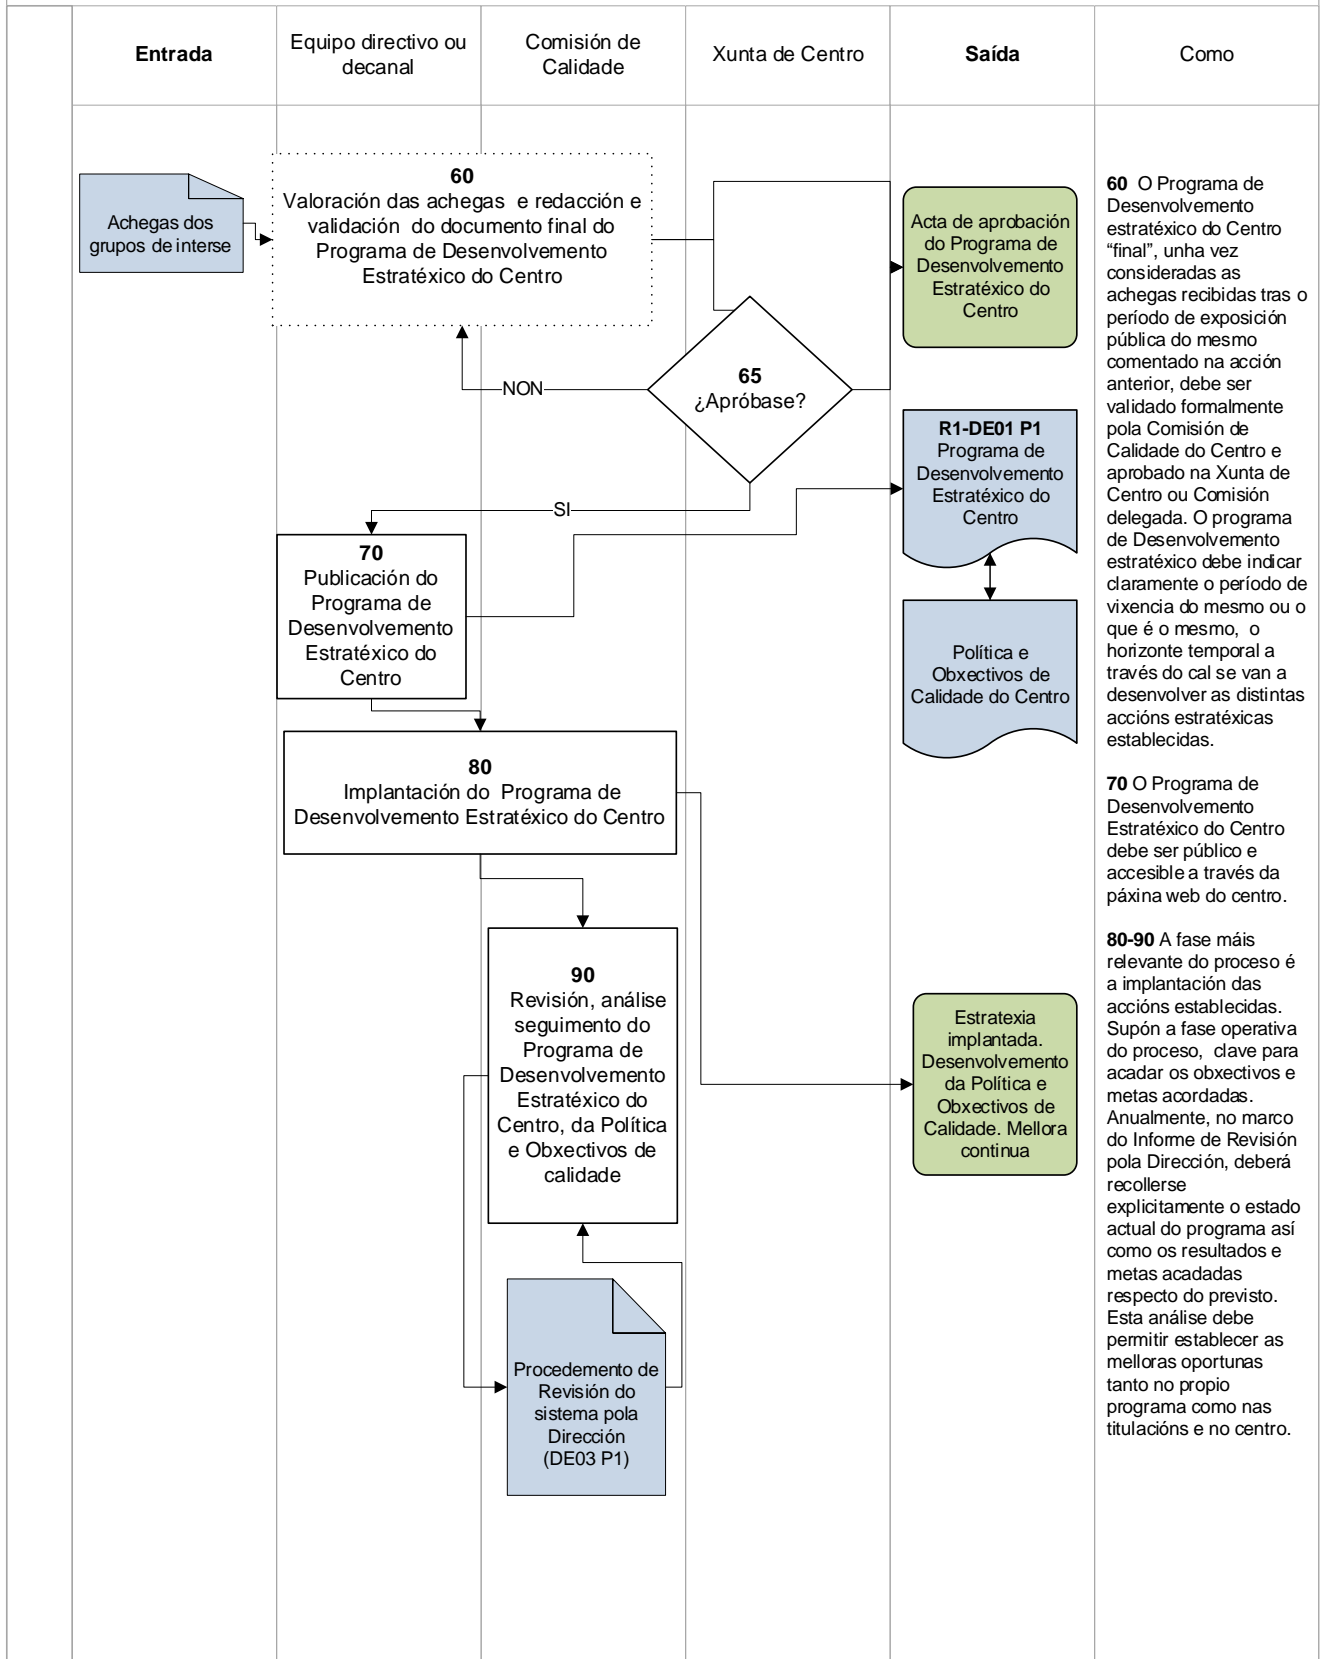 Entrada
Equipo directivo ou
decanal
Comisión de
Calidade
Xunta de Centro
Saída
Como
Achegas dos
grupos de interse
60
Valoración das achegas e redacción e
validación do documento final do
Programa de Desenvolvemento
Estratéxico do Centro
Acta de aprobación
do Programa de
Desenvolvemento
Estratéxico do
Centro
65
¿Apróbase?
NON
SI
R1-DE01 P1
Programa de
Desenvolvemento
Estratéxico do
Centro
70
Publicación do
Programa de
Desenvolvemento
Estratéxico do
Centro
Política e
Obxectivos de
Calidade do Centro
80
Implantación do Programa de
Desenvolvemento Estratéxico do Centro
90
Revisión, análise
seguimento do
Programa de
Desenvolvemento
Estratéxico do
Centro, da Política
e Obxectivos de
calidade
Estratexia
implantada.
Desenvolvemento
da Política e
Obxectivos de
Calidade. Mellora
continua
Procedemento de
Revisión do
sistema pola
Dirección
(DE03 P1)
60 O Programa de
Desenvolvemento
estratéxico do Centro
“final”, unha vez
consideradas as
achegas recibidas tras o
período de exposición
pública do mesmo
comentado na acción
anterior, debe ser
validado formalmente
pola Comisión de
Calidade do Centro e
aprobado na Xunta de
Centro ou Comisión
delegada. O programa
de Desenvolvemento
estratéxico debe indicar
claramente o período de
vixencia do mesmo ou o
que é o mesmo, o
horizonte temporal a
través do cal se van a
desenvolver as distintas
accións estratéxicas
establecidas.
70 O Programa de
Desenvolvemento
Estratéxico do Centro
debe ser público e
accesible a través da
páxina web do centro.
80-90 A fase máis
relevante do proceso é
a implantación das
accións establecidas.
Supón a fase operativa
do proceso, clave para
acadar os obxectivos e
metas acordadas.
Anualmente, no marco
do Informe de Revisión
pola Dirección, deberá
recollerse
explicitamente o estado
actual do programa así
como os resultados e
metas acadadas
respecto do previsto.
Esta análise debe
permitir establecer as
melloras oportunas
tanto no propio
programa como nas
titulacións e no centro.